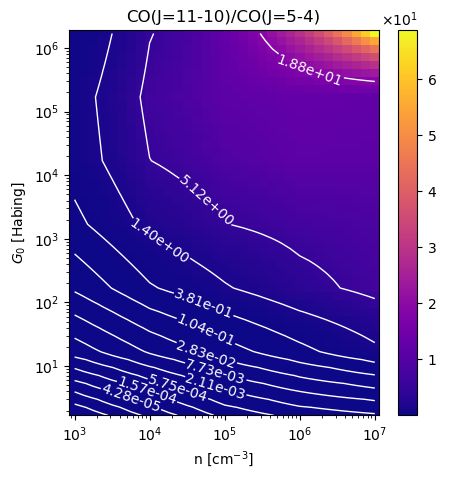 CO(J=11-10)/CO(J=5-4)
×10¹
10⁶
10⁵
10⁴
10³
10²
10¹
G₀ [Habing]
1.88e+01
5.12e+00
1.40e+00
3.81e-01
1.04e-01
2.83e-02
7.73e-03
2.11e-03
5.75e-04
1.57e-04
4.28e-05
10³
10⁴
10⁵
10⁶
10⁷
n [cm⁻³]
6
5
4
3
2
1